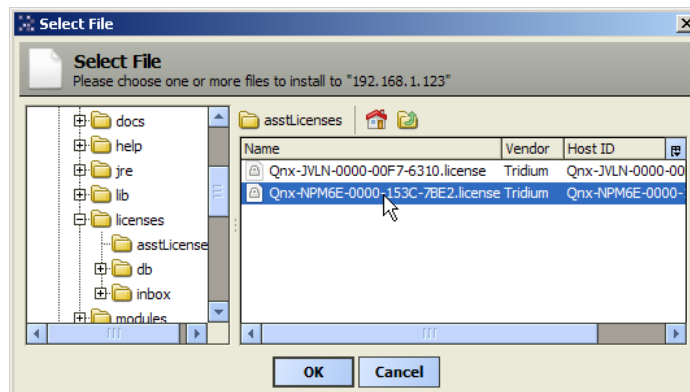 Select File
Select File
Please choose one or more files to install to "192.168.1.123"
docs
help
jre
lib
licenses
asstLicense
db
inbox
modules
asstLicenses
Name Vendor Host ID
Qnx-JVLN-0000-00F7-6310.license Tridium Qnx-JVLN-0000-00
Qnx-NPM6E-0000-153C-7BE2.license Tridium Qnx-NPM6E-0000-
OK Cancel